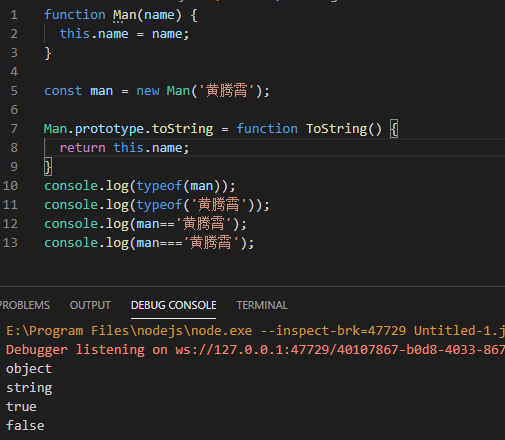 1 function Man(name) {
2 this.name = name;
3 }
4
5 const man = new Man('黄腾霄');
6
7 Man.prototype.toString = function ToString() {
8 return this.name;
9 }
10 console.log(typeof(man));
11 console.log(typeof('黄腾霄'));
12 console.log(man=='黄腾霄');
13 console.log(man==='黄腾霄');
PROBLEMS OUTPUT DEBUG CONSOLE TERMINAL
E:\Program Files\nodejs\node.exe --inspect-brk=47729 Untitled-1.j
Debugger listening on ws://127.0.0.1:47729/40107867-b0d8-4033-867
object
string
true
false